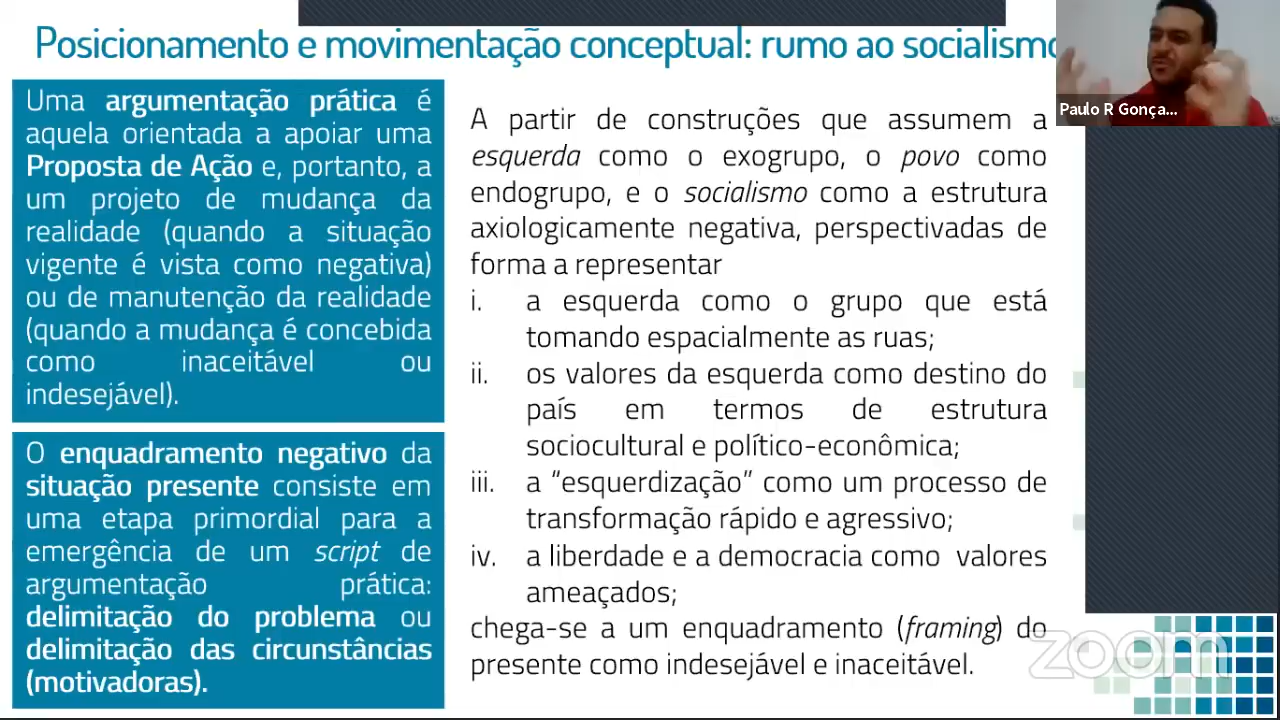 Posicionamento e movimentação conceptual: rumo ao socialismo
Paulo R Gonça...
Uma argumentação prática é
aquela orientada a apoiar uma
Proposta de Ação e, portanto, a
um projeto de mudança da
realidade (quando a situação
vigente é vista como negativa)
ou de manutenção da realidade
(quando a mudança é concebida
como inaceitável ou
indesejável).
O enquadramento negativo da
situação presente consiste em
uma etapa primordial para a
emergência de um script de
argumentação prática:
delimitação do problema ou
delimitação das circunstâncias
(motivadoras).
A partir de construções que assumem a
esquerda como o exogrupo, o povo como
endogrupo, e o socialismo como a estrutura
axiologicamente negativa, perspectivadas de
forma a representar
i. a esquerda como o grupo que está
tomando espacialmente as ruas;
ii. os valores da esquerda como destino do
país em termos de estrutura
sociocultural e político-econômica;
iii. a “esquerdização” como um processo de
transformação rápido e agressivo;
iv. a liberdade e a democracia como valores
ameaçados;
chega-se a um enquadramento (framing) do
presente como indesejável e inaceitável.
zoom